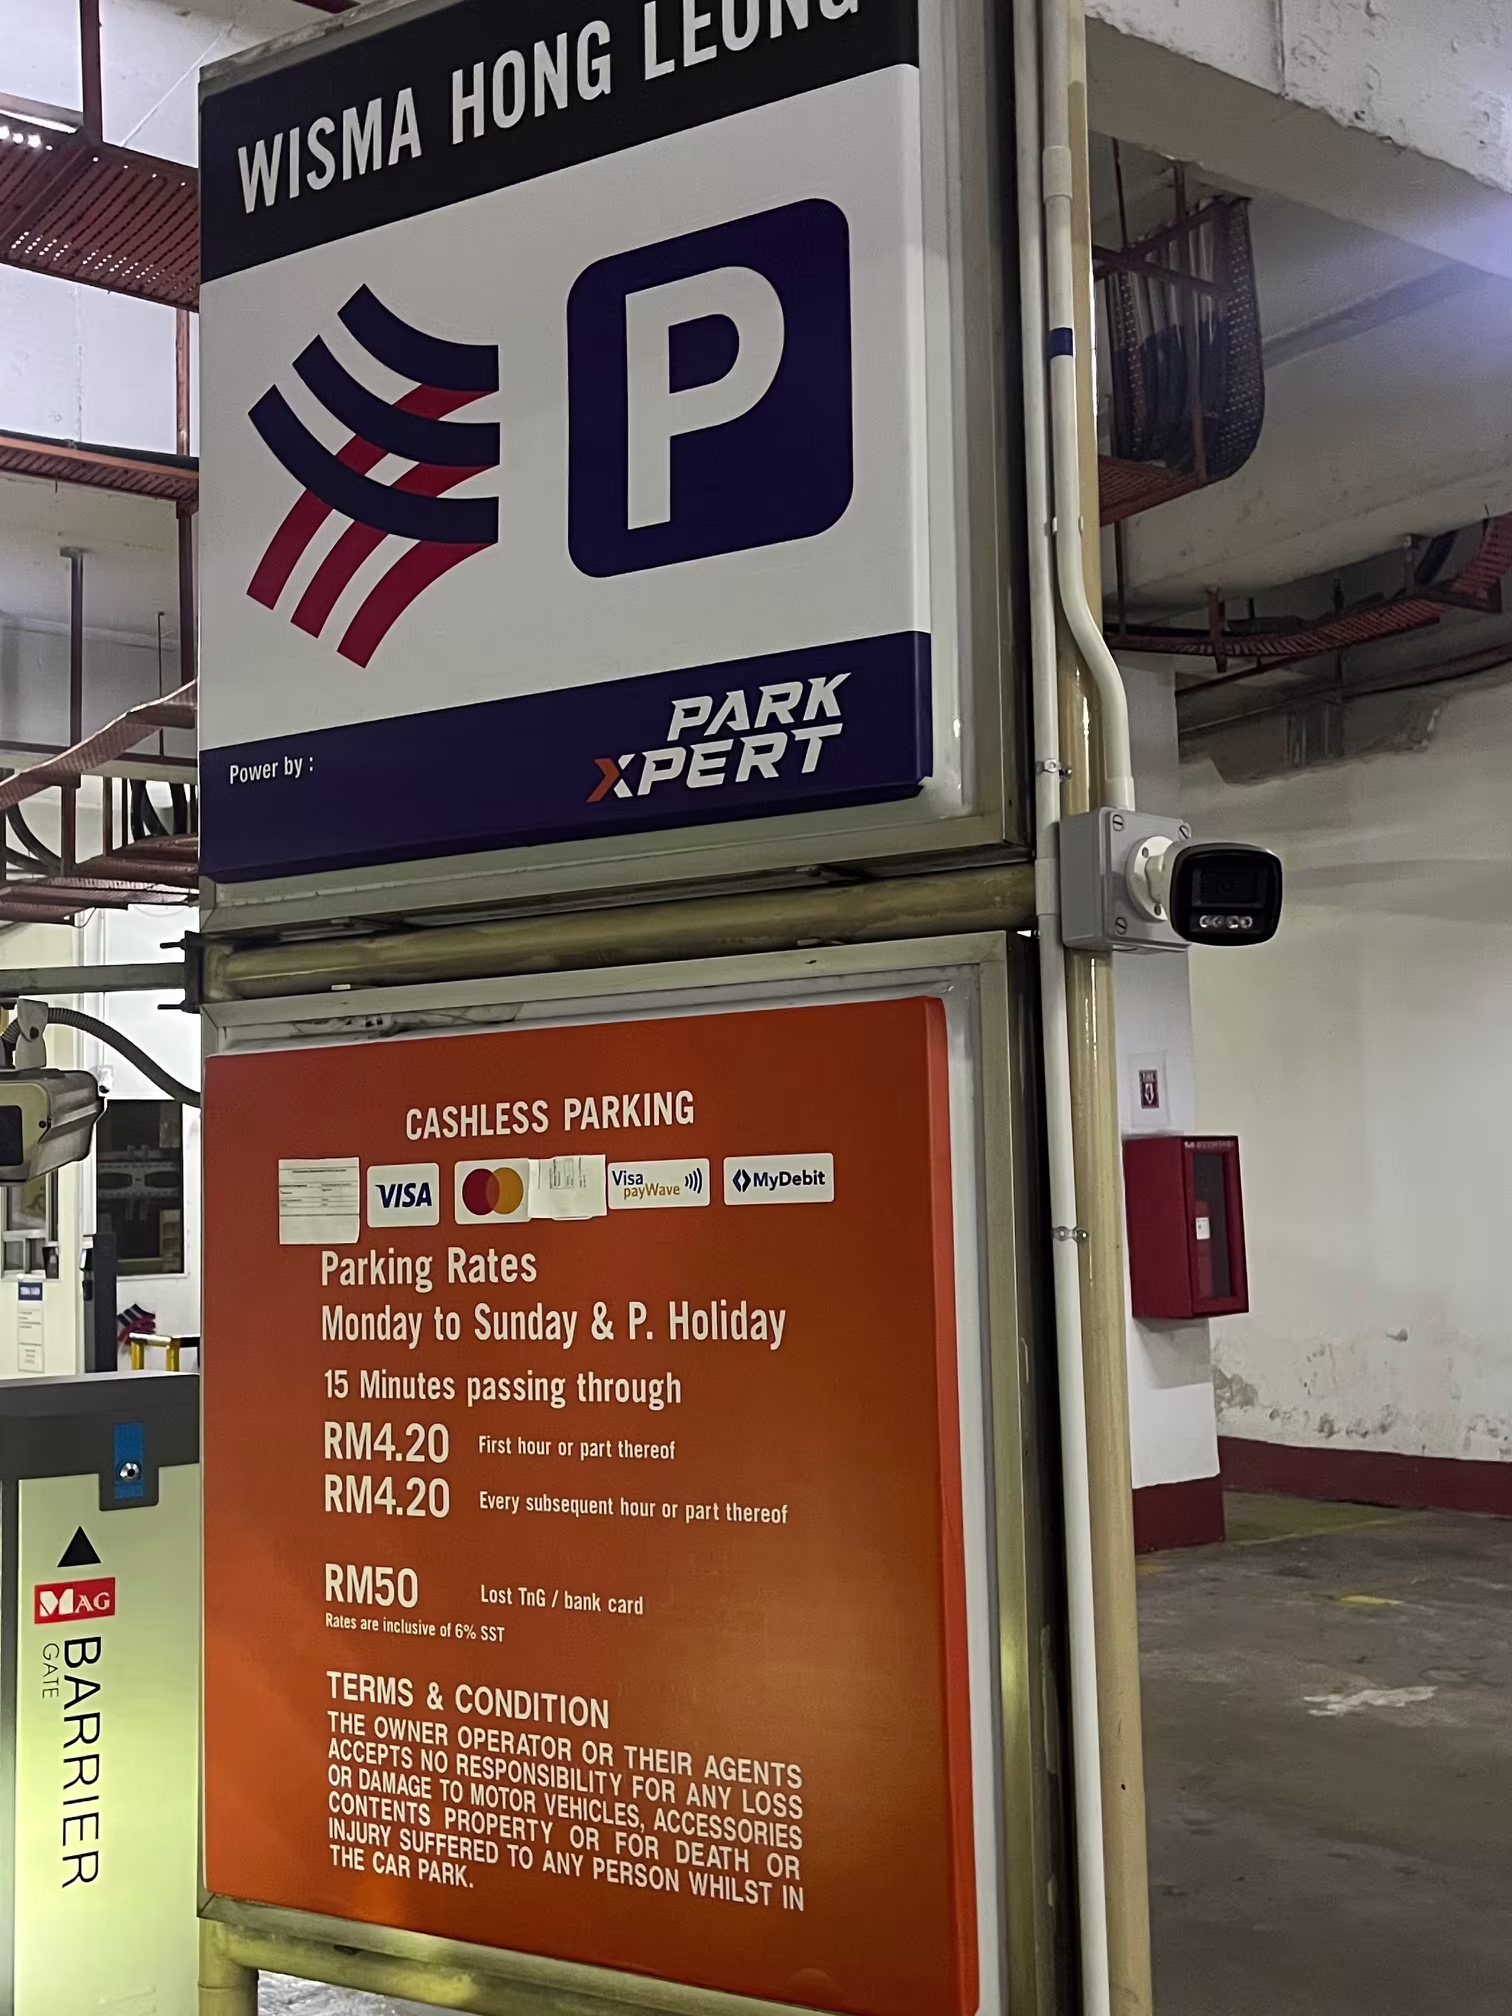 WISMA HONG LEONG
P
Power by :
PARK
XPERT
CASHLESS PARKING
VISA
Visa
payWave
MyDebit
Parking Rates
Monday to Sunday & P. Holiday
15 Minutes passing through
RM4.20 First hour or part thereof
RM4.20 Every subsequent hour or part thereof
RM50 Lost TnG / bank card
Rates are inclusive of 6% SST
TERMS & CONDITION
THE OWNER OPERATOR OR THEIR AGENTS
ACCEPTS NO RESPONSIBILITY FOR ANY LOSS
OR DAMAGE TO MOTOR VEHICLES, ACCESSORIES
CONTENTS PROPERTY OR FOR DEATH OR
INJURY SUFFERED TO ANY PERSON WHILST IN
THE CAR PARK.
MAG
BARRIER
GATE